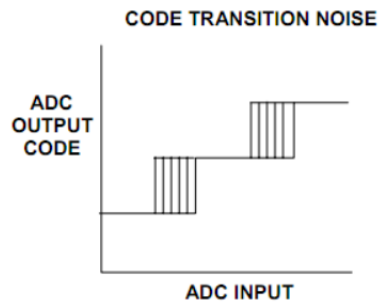 CODE TRANSITION NOISE
ADC
OUTPUT
CODE
ADC INPUT